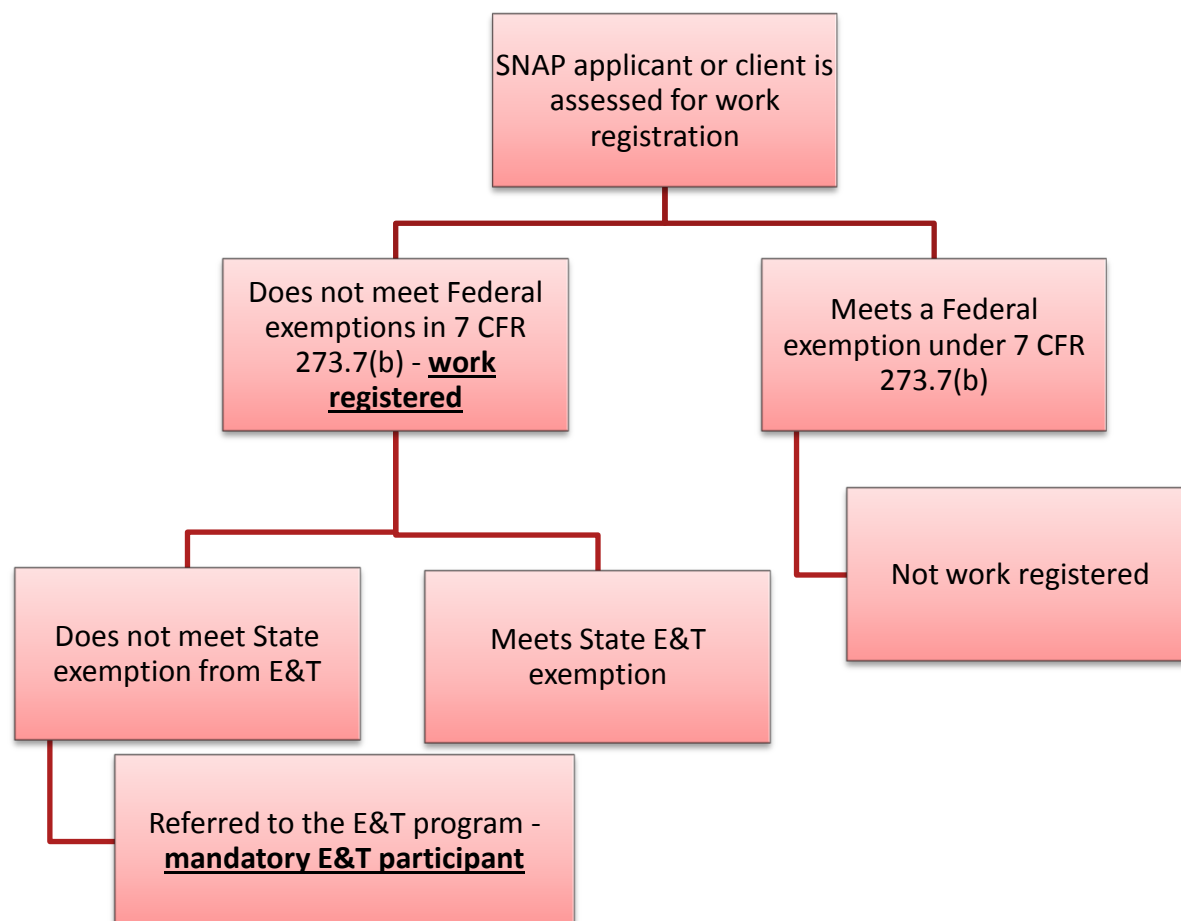 SNAP applicant or client is
assessed for work
registration
Does not meet Federal
exemptions in 7 CFR
273.7(b) - work
registered
Meets a Federal
exemption under 7 CFR
273.7(b)
Not work registered
Does not meet State
exemption from E&T
Meets State E&T
exemption
Referred to the E&T program -
mandatory E&T participant